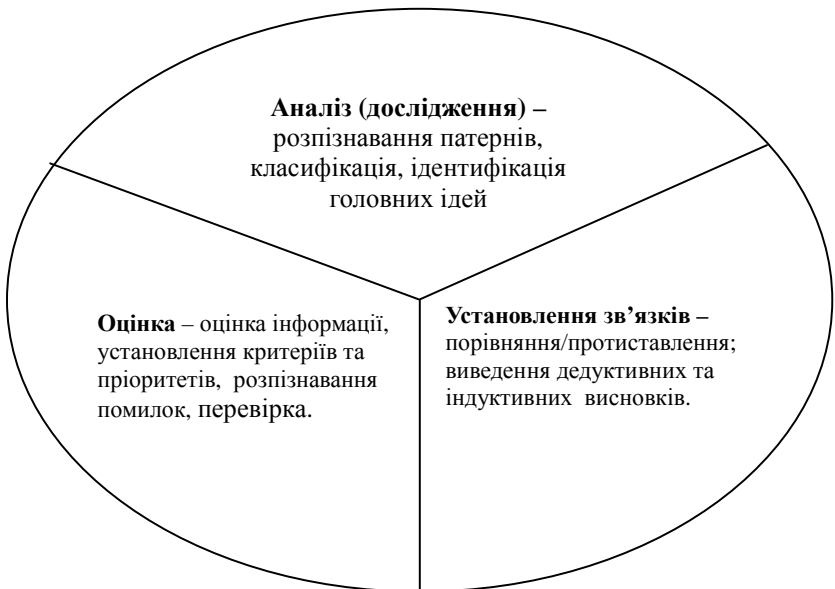 Аналіз (дослідження) –
розпізнавання патернів,
класифікація, ідентифікація
головних ідей
Оцінка – оцінка інформації,
установлення критеріїв та
пріоритетів, розпізнавання
помилок, перевірка.
Установлення зв’язків –
порівняння/протиставлення;
виведення дедуктивних та
індуктивних висновків.